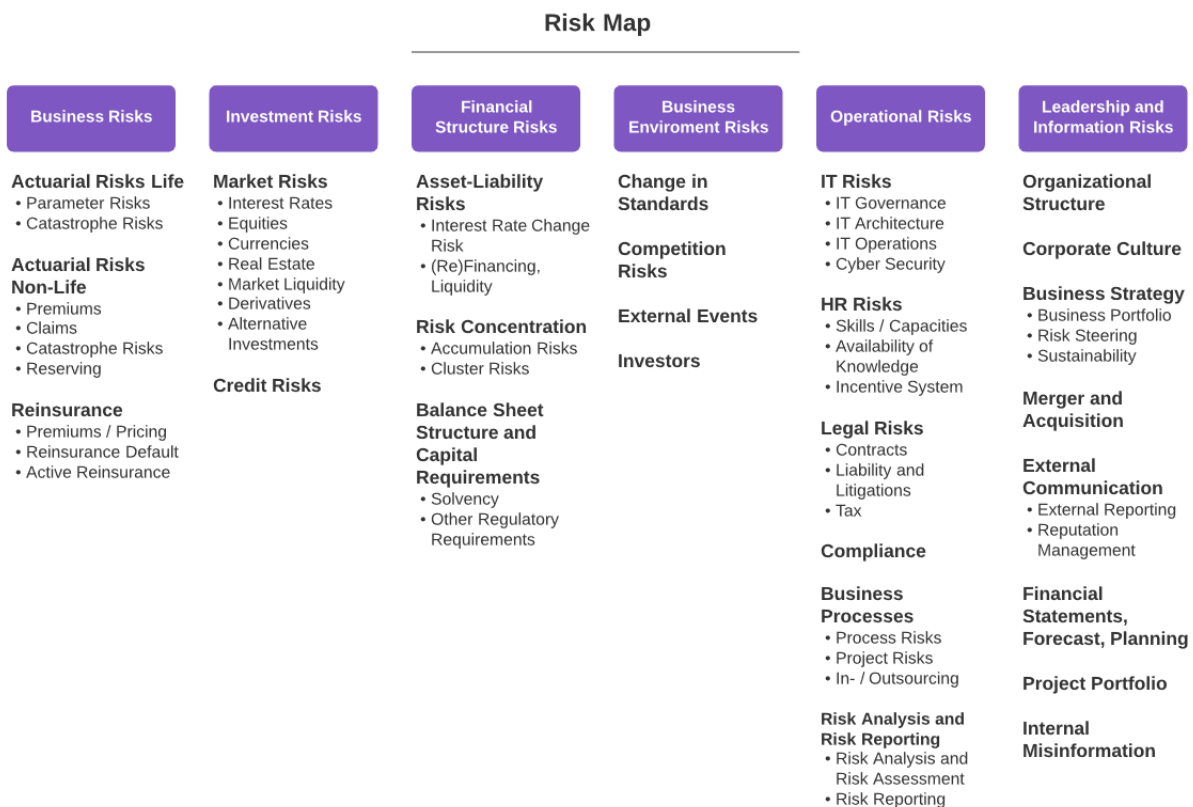 Risk Map
Business Risks
Actuarial Risks Life
• Parameter Risks
• Catastrophe Risks
Actuarial Risks
Non-Life
• Premiums
• Claims
• Catastrophe Risks
• Reserving
Reinsurance
• Premiums / Pricing
• Reinsurance Default
• Active Reinsurance
Investment Risks
Market Risks
• Interest Rates
• Equities
• Currencies
• Real Estate
• Market Liquidity
• Derivatives
• Alternative
Investments
Credit Risks
Financial
Structure Risks
Asset-Liability
Risks
• Interest Rate Change
Risk
• (Re)Financing,
Liquidity
Risk Concentration
• Accumulation Risks
• Cluster Risks
Balance Sheet
Structure and
Capital
Requirements
• Solvency
• Other Regulatory
Requirements
Business
Enviroment Risks
Change in
Standards
Competition
Risks
External Events
Investors
Operational Risks
IT Risks
• IT Governance
• IT Architecture
• IT Operations
• Cyber Security
HR Risks
• Skills / Capacities
• Availability of
Knowledge
• Incentive System
Legal Risks
• Contracts
• Liability and
Litigations
• Tax
Compliance
Business
Processes
• Process Risks
• Project Risks
• In- / Outsourcing
Risk Analysis and
Risk Reporting
• Risk Analysis and
Risk Assessment
• Risk Reporting
Leadership and
Information Risks
Organizational
Structure
Corporate Culture
Business Strategy
• Business Portfolio
• Risk Steering
• Sustainability
Merger and
Acquisition
External
Communication
• External Reporting
• Reputation
Management
Financial
Statements,
Forecast, Planning
Project Portfolio
Internal
Misinformation